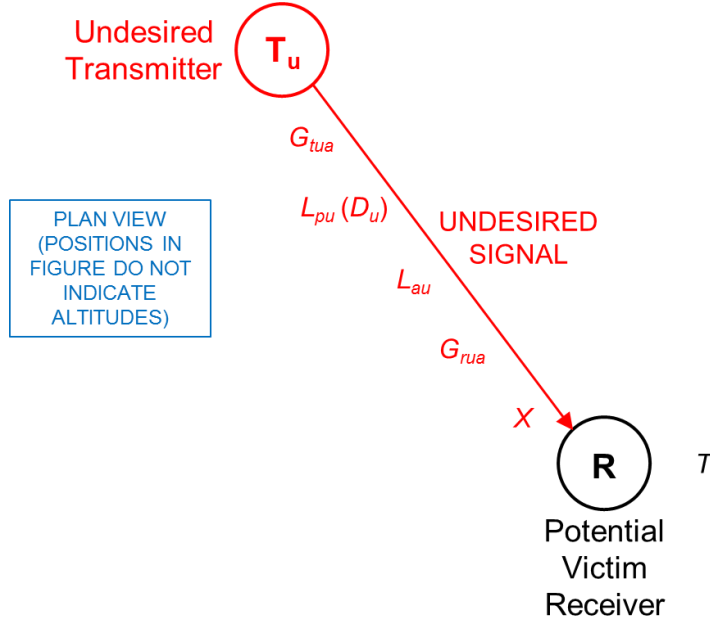 Undesired
Transmitter
Tu
Gtua
Lpu (Du)
PLAN VIEW
(POSITIONS IN
FIGURE DO NOT
INDICATE
ALTITUDES)
UNDESIRED
SIGNAL
Lau
Grua
X
R
T
Potential
Victim
Receiver